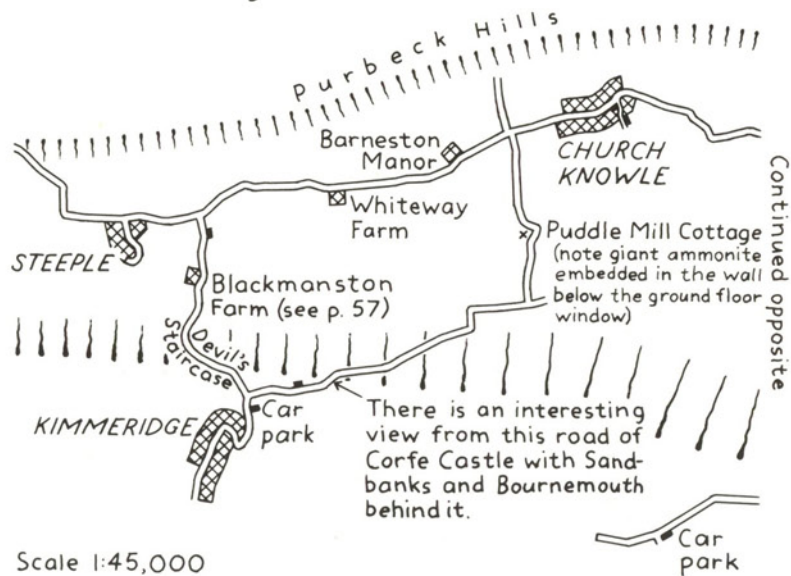 Purbeck Hills
Barneston
Manor
CHURCH
KNOWLE
Whiteway
Farm
STEEPLE
Puddle Mill Cottage
(note giant ammonite
embedded in the wall
below the ground floor
window)
Continued opposite
Blackmanston
Farm (see p. 57)
Devil's
Staircase
KIMMERIDGE
Car
park
There is an interesting
view from this road of
Corfe Castle with Sand-
banks and Bournemouth
behind it.
Car
park
Scale 1:45,000